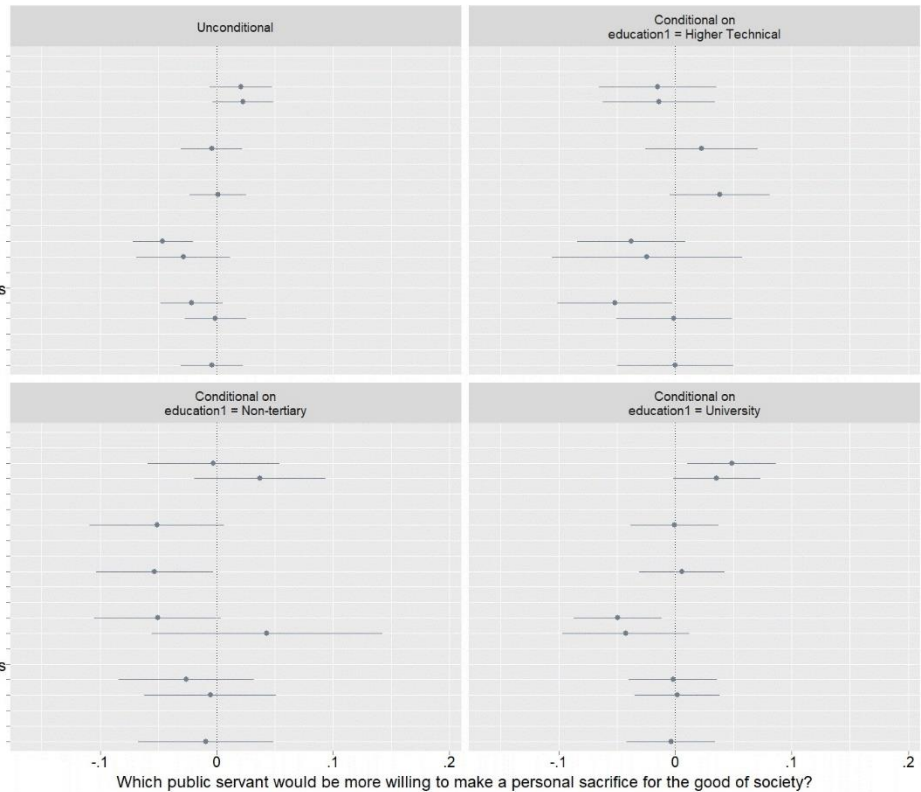 Unconditional
Conditional on
education1 = Higher Technical
s
Conditional on
education1 = Non-tertiary
Conditional on
education1 = University
s
-.1 0 .1 .2
-.1 0 .1 .2
Which public servant would be more willing to make a personal sacrifice for the good of society?